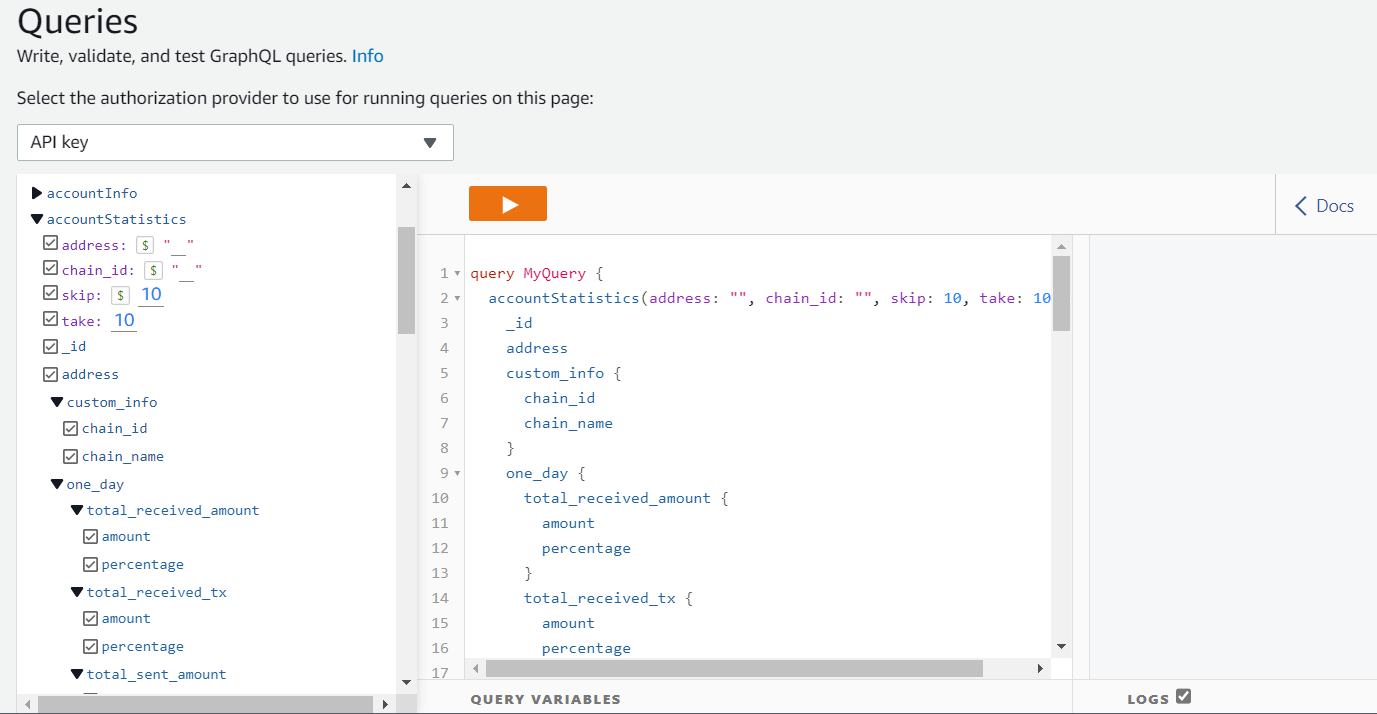 Queries
Write, validate, and test GraphQL queries. Info
Select the authorization provider to use for running queries on this page:
API key
accountInfo
accountStatistics
address: $ "__"
chain_id: $ "__"
skip: $ 10
take: 10
_id
address
custom_info
chain_id
chain_name
one_day
total_received_amount
amount
percentage
total_received_tx
amount
percentage
total_sent_amount
Docs
1 query MyQuery {
2 accountStatistics(address: "", chain_id: "", skip: 10, take: 10
3 _id
4 address
5 custom_info {
6 chain_id
7 chain_name
8 }
9 one_day {
10 total_received_amount {
11 amount
12 percentage
13 }
14 total_received_tx {
15 amount
16 percentage
17
QUERY VARIABLES
LOGS